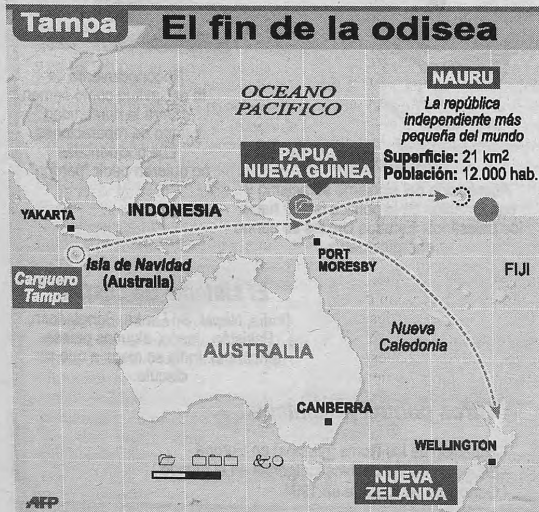 Tampa El fin de la odisea
OCEANO
PACIFICO
NAURU
La república
independiente más
pequeña del mundo
Superficie: 21 km²
Población: 12.000 hab.
PAPUA
NUEVA GUINEA
YAKARTA
INDONESIA
Carguero
Tampa
Isla de Navidad
(Australia)
PORT
MORESBY
FIJI
Nueva
Caledonia
AUSTRALIA
CANBERRA
WELLINGTON
NUEVA
ZELANDA
AFP